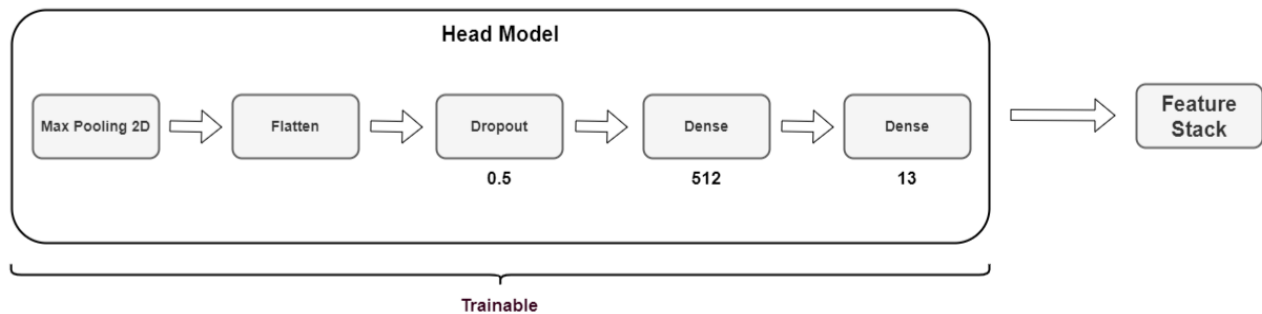 Head Model
Max Pooling 2D
Flatten
Dropout
Dense
Dense
0.5
512
13
Feature
Stack
Trainable